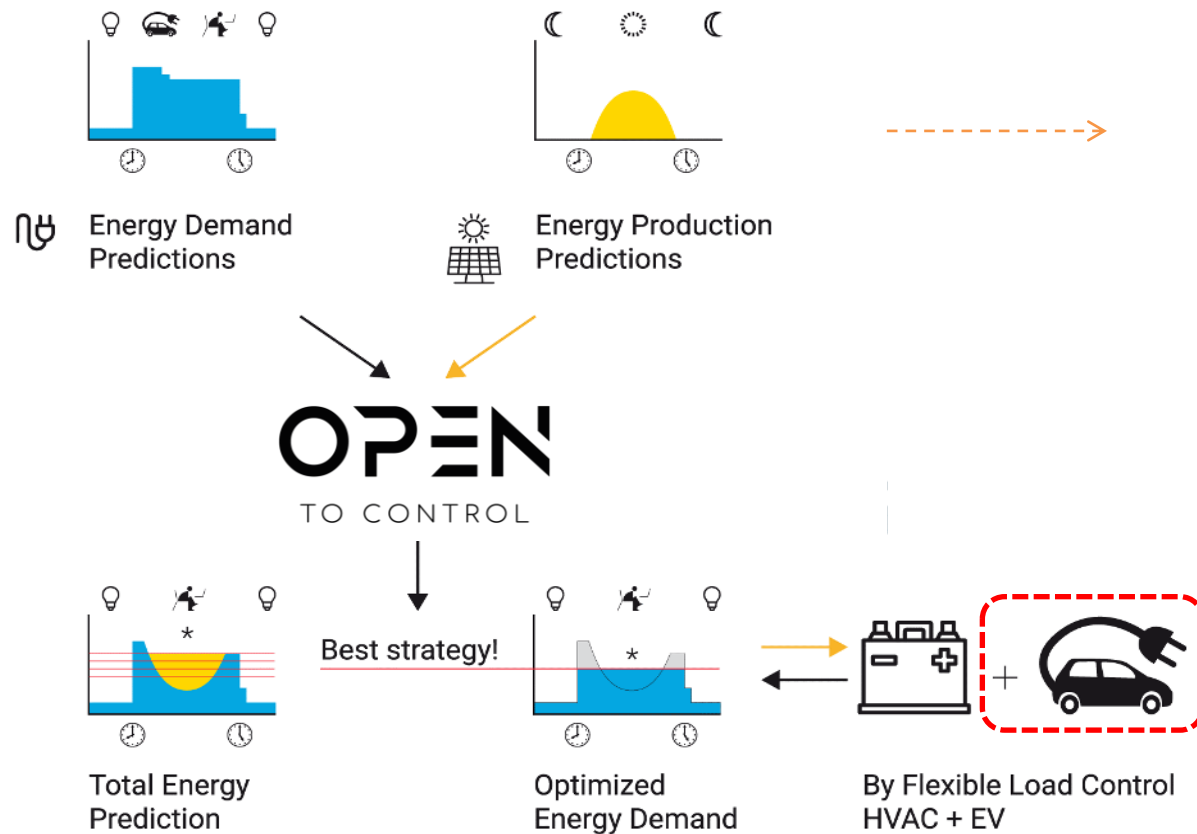 Energy Demand
Predictions
Energy Production
Predictions
OPEN
TO CONTROL
Best strategy!
*
*
+
Total Energy
Prediction
Optimized
Energy Demand
By Flexible Load Control
HVAC + EV